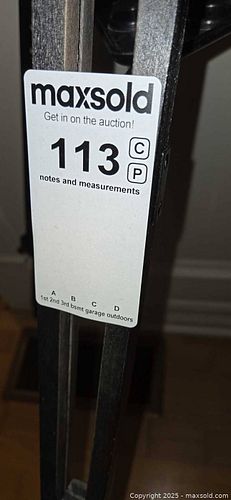 maxsold
Get in on the auction!
113 C
P
notes and measurements
A B C D
1st 2nd 3rd bsmt garage outdoors
Copyright 2025 - maxsold.com